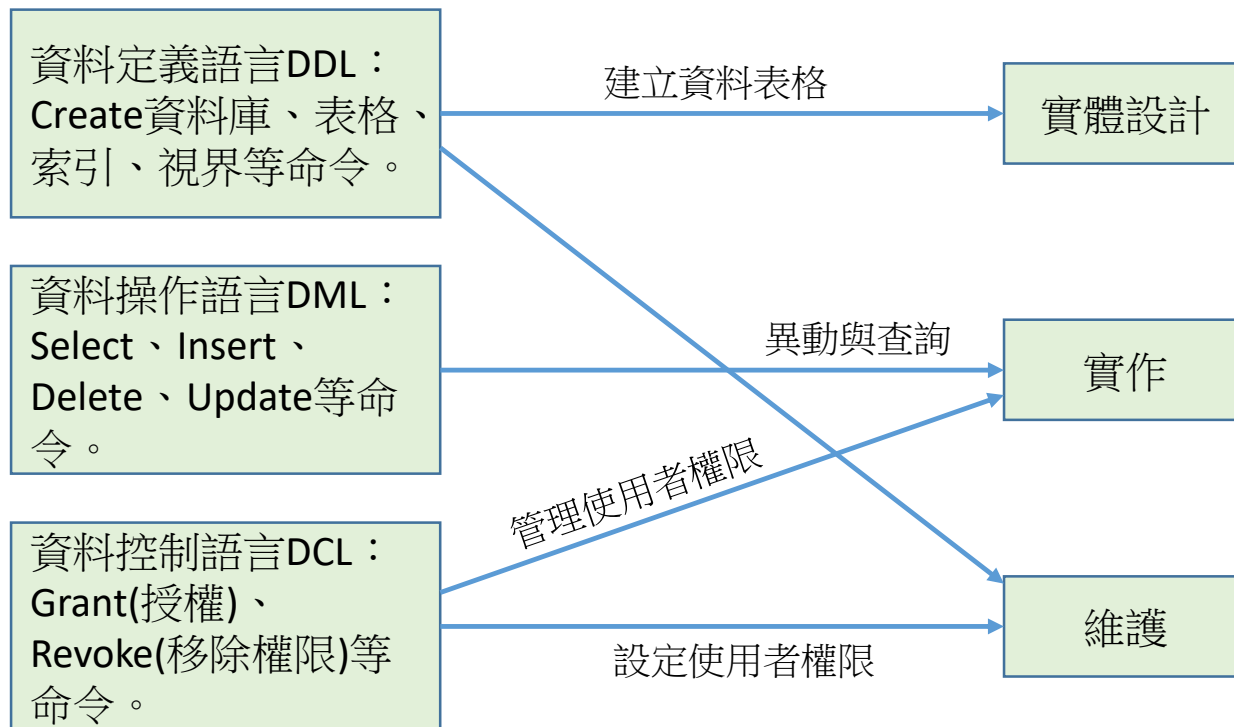 資料定義語言DDL：
Create資料庫、表格、
索引、視界等命令。
建立資料表格
實體設計
資料操作語言DML：
Select、Insert、
Delete、Update等命
令。
異動與查詢
實作
管理使用者權限
資料控制語言DCL：
Grant(授權)、
Revoke(移除權限)等
命令。
設定使用者權限
維護